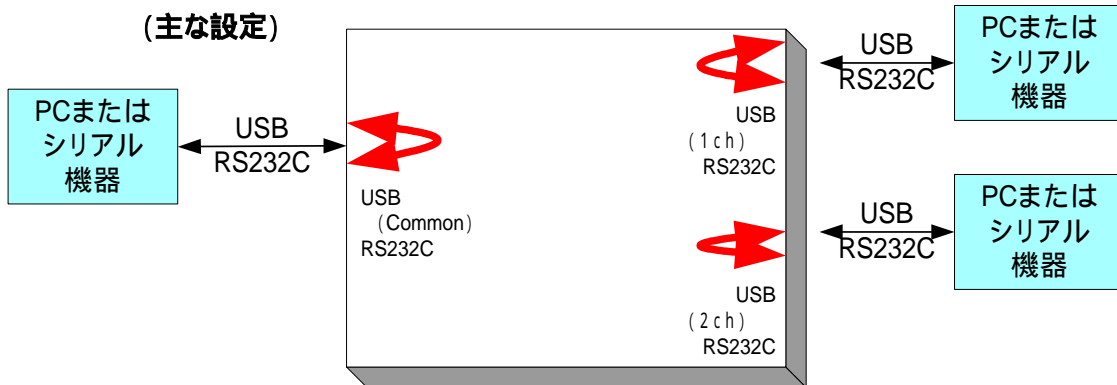 (主な設定)
PCまたは
シリアル
機器
USB
RS232C
USB
(Common)
RS232C
USB
(1ch)
RS232C
USB
(2ch)
RS232C
USB
RS232C
PCまたは
シリアル
機器
USB
RS232C
PCまたは
シリアル
機器